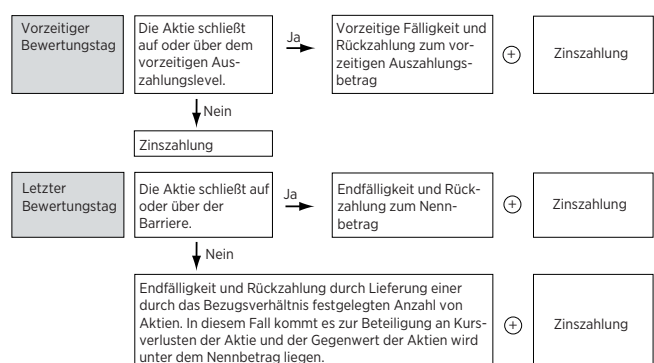 Vorzeitiger
Bewertungstag
Die Aktie schließt
auf oder über dem
vorzeitigen Aus-
zahlungslevel.
Ja
Vorzeitige Fälligkeit und
Rückzahlung zum vor-
zeitigen Auszahlungs-
betrag
+
Zinszahlung
Nein
Zinszahlung
Letzter
Bewertungstag
Die Aktie schließt auf
oder über der
Barriere.
Ja
Endfälligkeit und Rück-
zahlung zum Nenn-
betrag
+
Zinszahlung
Nein
Endfälligkeit und Rückzahlung durch Lieferung einer
durch das Bezugsverhältnis festgelegten Anzahl von
Aktien. In diesem Fall kommt es zur Beteiligung an Kurs-
verlusten der Aktie und der Gegenwert der Aktien wird
unter dem Nennbetrag liegen.
+
Zinszahlung